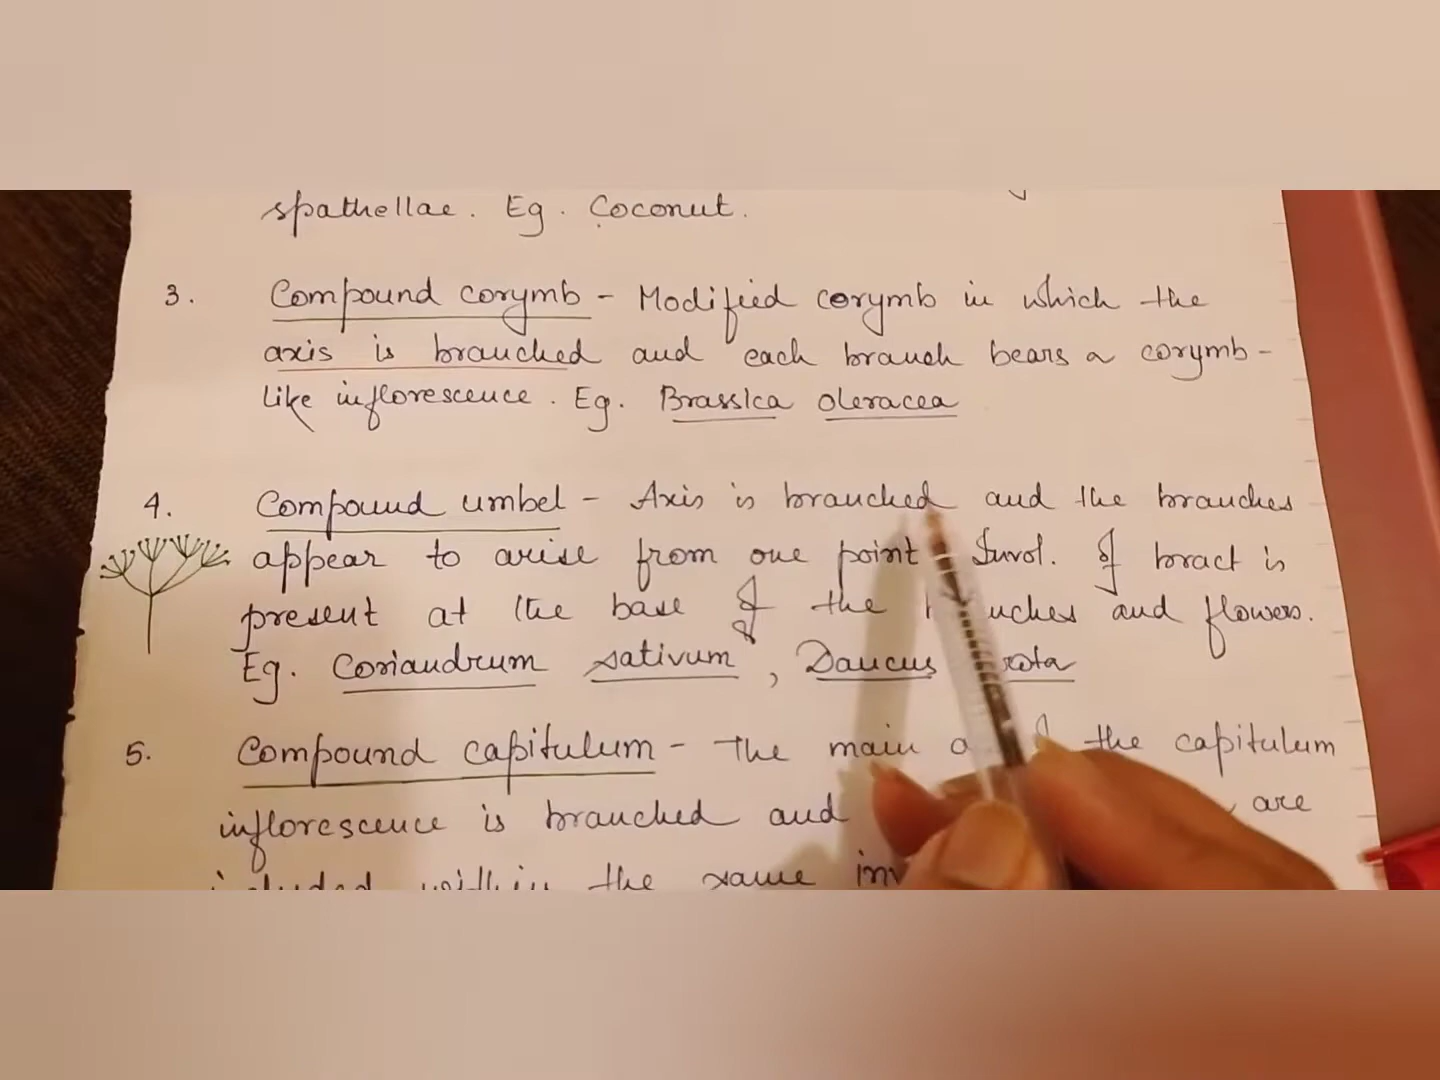 spathellae. Eg. Coconut.
3. Compound corymb - Modified corymb in which the
axis is branched and each branch bears a corymb-
like inflorescence. Eg. Brassica oleracea
4. Compound umbel - Axis is branched and the branches
appear to arise from one point Invol. of bract is
present at the base of the and flowers.
Eg. Coriandrum sativum, Daucus
5. Compound capitulum - The main the capitulum
inflorescence is branched and are
included within the same